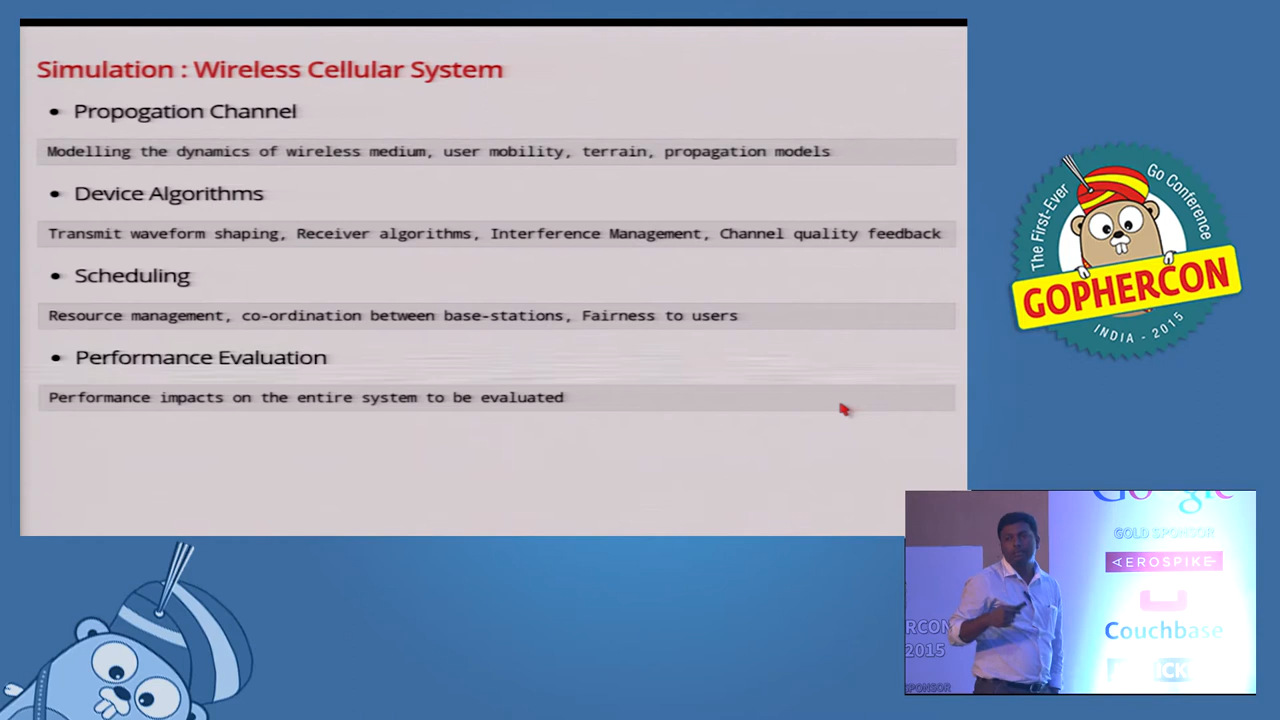 Simulation : Wireless Cellular System
• Propogation Channel
Modelling the dynamics of wireless medium, user mobility, terrain, propagation models
• Device Algorithms
Transmit waveform shaping, Receiver algorithms, Interference Management, Channel quality feedback
• Scheduling
Resource management, co-ordination between base-stations, Fairness to users
• Performance Evaluation
Performance impacts on the entire system to be evaluated
The First-Ever Go Conference
GOPHERCON
INDIA - 2015
Google
GOLD SPONSOR
AEROSPIKE
Couchbase
2015
SPONSOR